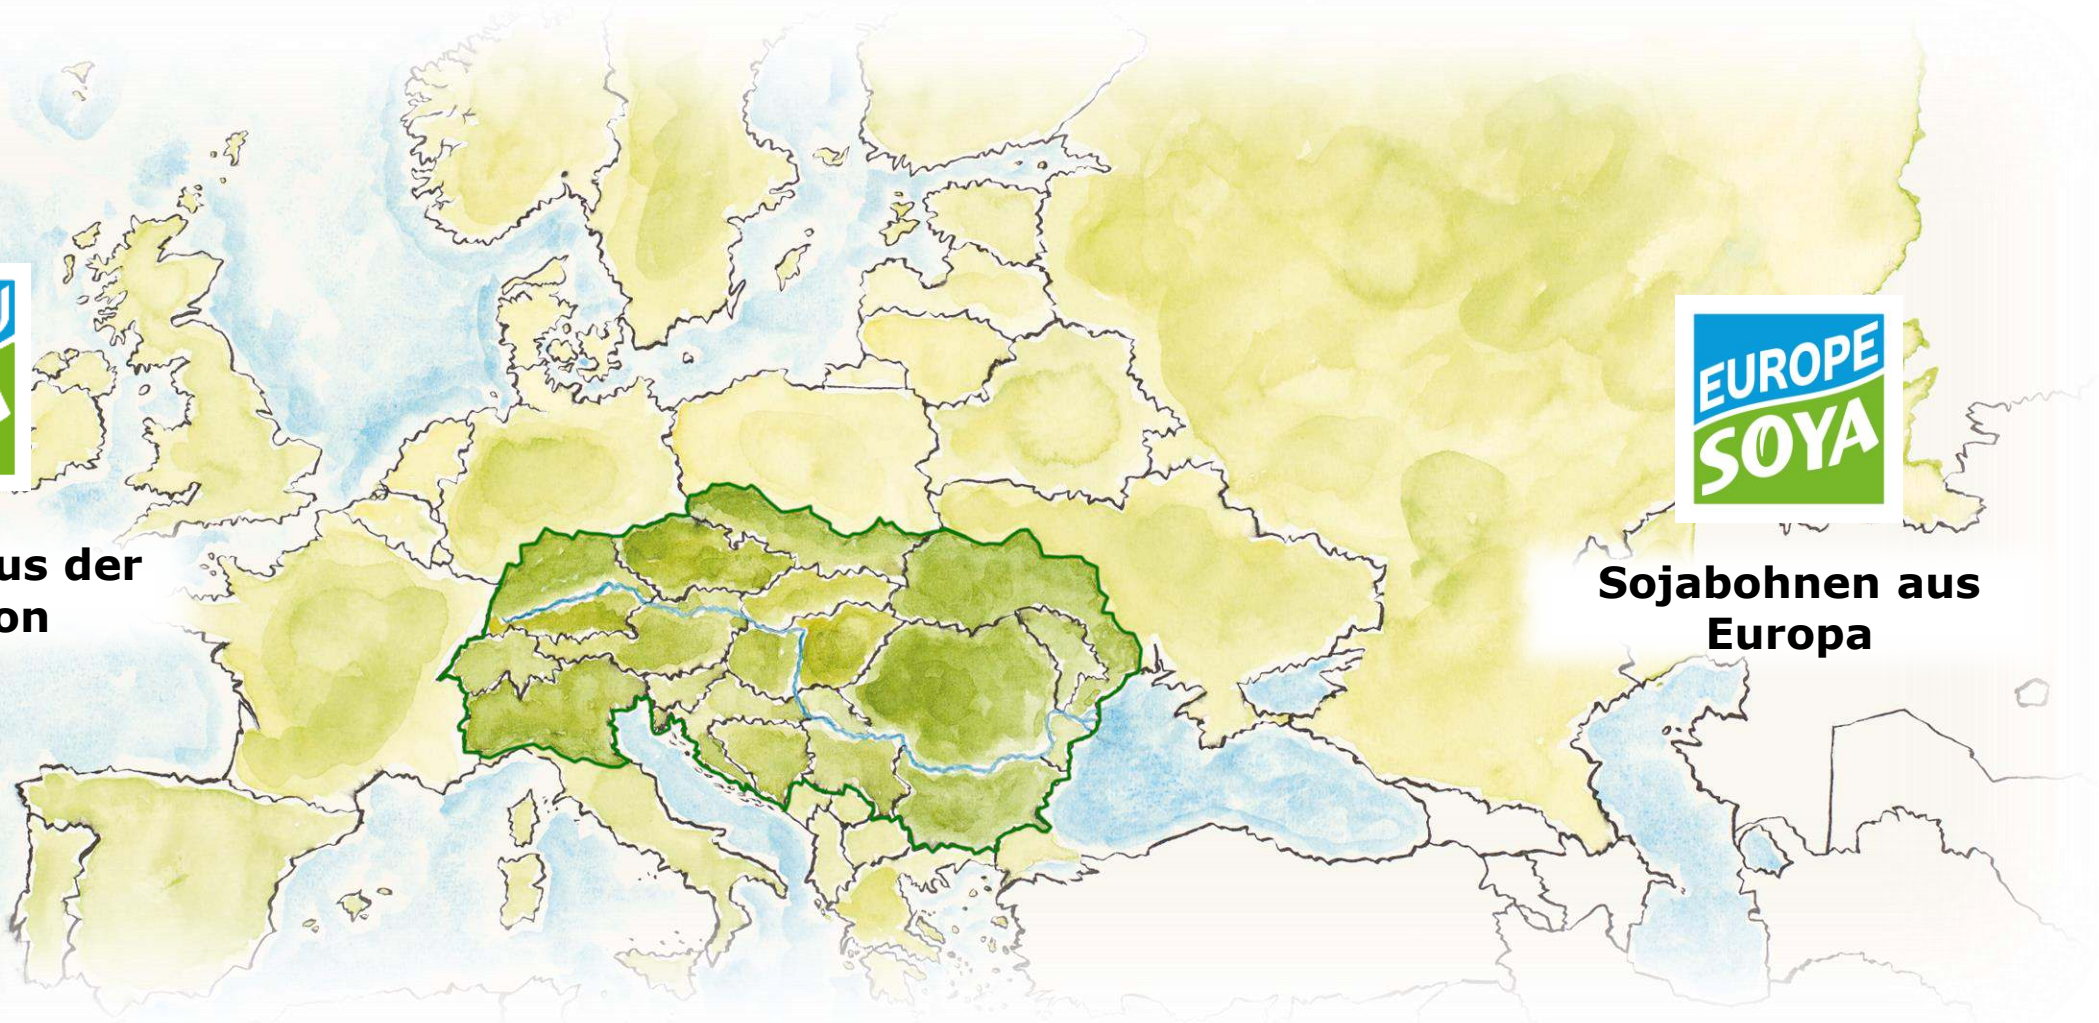 us der
on
EUROPE
SOYA
Sojabohnen aus
Europa